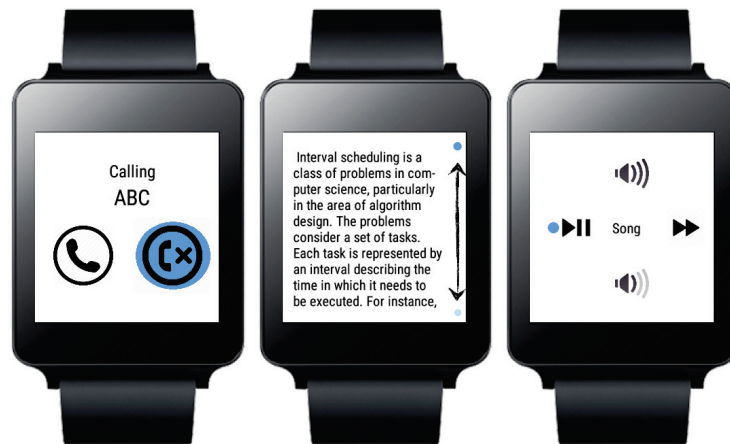 Calling
ABC
Interval scheduling is a
class of problems in com-
puter science, particularly
in the area of algorithm
design. The problems
consider a set of tasks.
Each task is represented by
an interval describing the
time in which it needs to
be executed. For instance,
Song